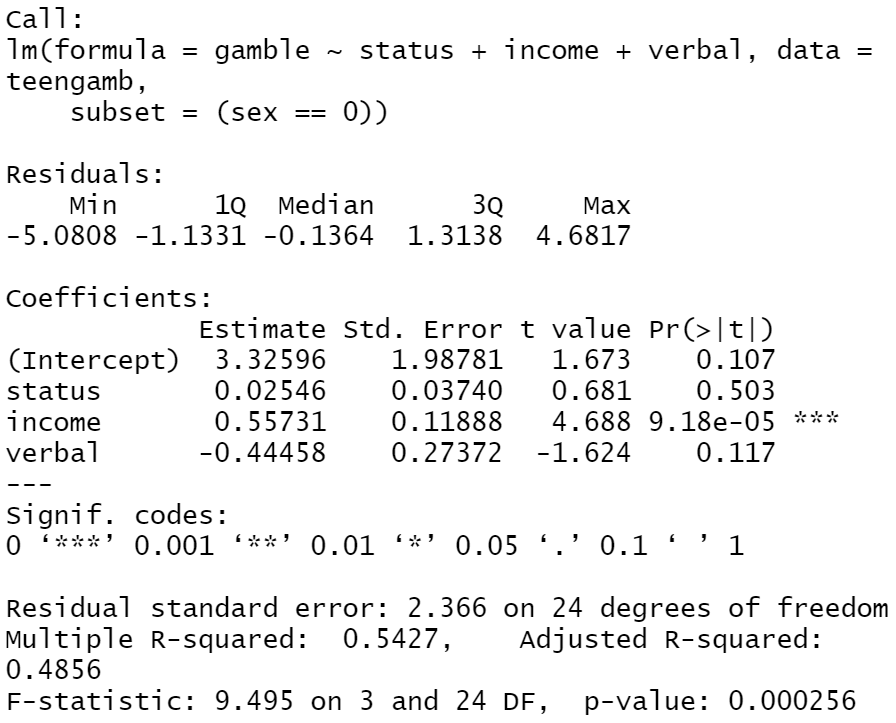 Call:
lm(formula = gamble ~ status + income + verbal, data =
teengamb,
    subset = (sex == 0))

Residuals:
    Min      1Q  Median      3Q     Max
-5.0808 -1.1331 -0.1364  1.3138  4.6817

Coefficients:
            Estimate Std. Error t value Pr(>|t|)
(Intercept)  3.32596    1.98781   1.673    0.107
status       0.02546    0.03740   0.681    0.503
income       0.55731    0.11888   4.688 9.18e-05 ***
verbal      -0.44458    0.27372  -1.624    0.117
---
Signif. codes:
0 ‘***’ 0.001 ‘**’ 0.01 ‘*’ 0.05 ‘.’ 0.1 ‘ ’ 1

Residual standard error: 2.366 on 24 degrees of freedom
Multiple R-squared:  0.5427,    Adjusted R-squared:
0.4856
F-statistic: 9.495 on 3 and 24 DF,  p-value: 0.000256